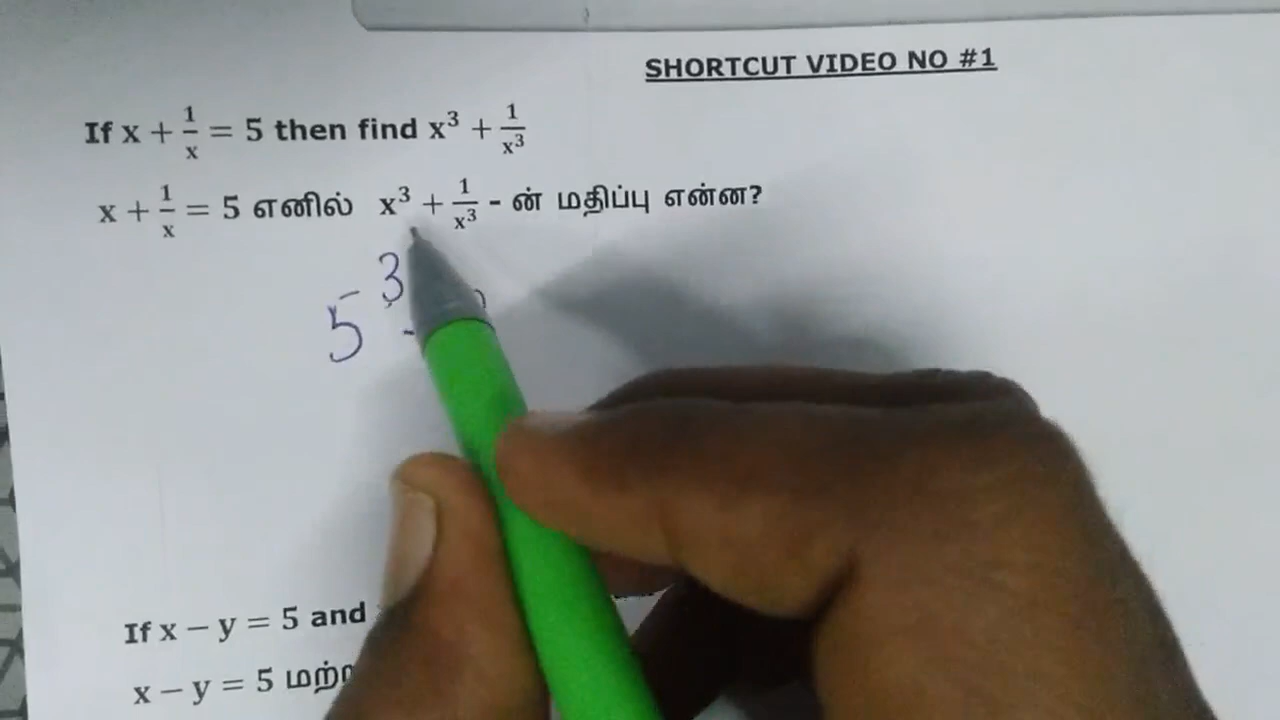 SHORTCUT VIDEO NO #1
If x + 1/x = 5 then find x³ + 1/x³
x + 1/x = 5 எனில் x³ + 1/x³ - ன் மதிப்பு என்ன?
5³ -
If x – y = 5 and
x – y = 5